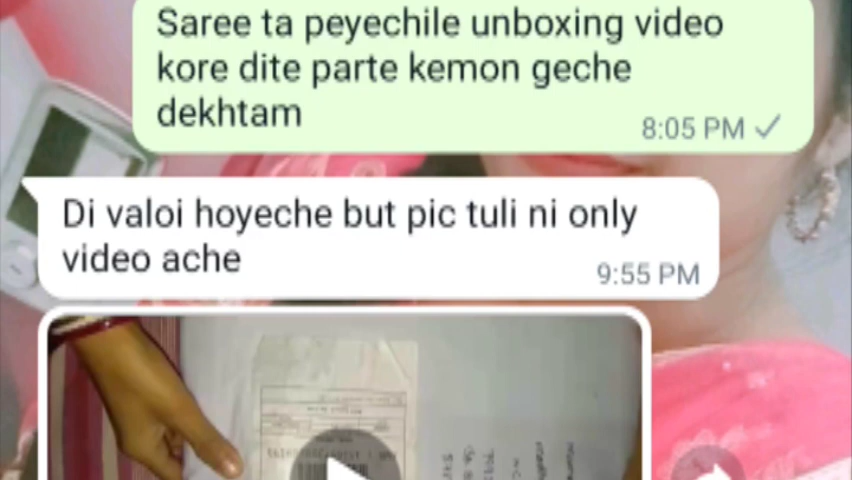 Saree ta peyechile unboxing video
kore dite parte kemon geche
dekhtam
8:05 PM
Di valoi hoyeche but pic tuli ni only
video ache
9:55 PM